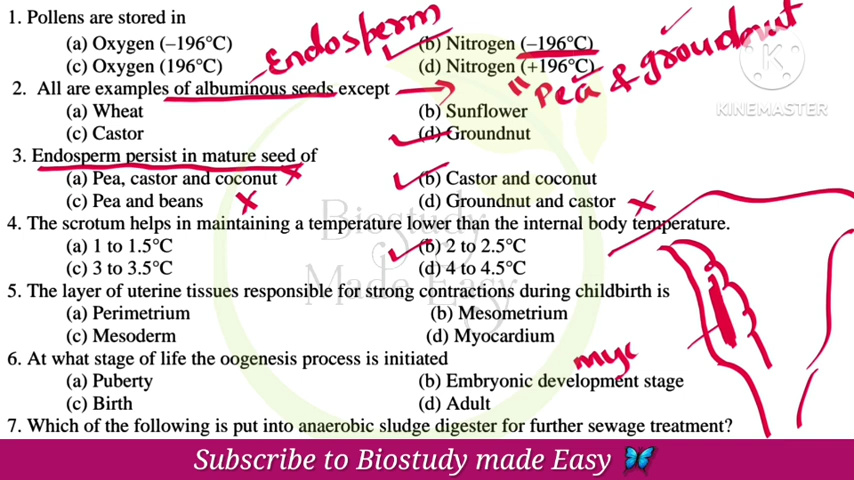 1. Pollens are stored in
(a) Oxygen (–196°C) (b) Nitrogen (–196°C)
(c) Oxygen (196°C) (d) Nitrogen (+196°C)
Endosperm
"Pea & groudnut
KINEMASTER
2. All are examples of albuminous seeds except
(a) Wheat (b) Sunflower
(c) Castor (d) Groundnut
3. Endosperm persist in mature seed of
(a) Pea, castor and coconut (b) Castor and coconut
(c) Pea and beans (d) Groundnut and castor
4. The scrotum helps in maintaining a temperature lower than the internal body temperature.
(a) 1 to 1.5°C (b) 2 to 2.5°C
(c) 3 to 3.5°C (d) 4 to 4.5°C
Biostudy
Made Easy
5. The layer of uterine tissues responsible for strong contractions during childbirth is
(a) Perimetrium (b) Mesometrium
(c) Mesoderm (d) Myocardium
myo
6. At what stage of life the oogenesis process is initiated
(a) Puberty (b) Embryonic development stage
(c) Birth (d) Adult
7. Which of the following is put into anaerobic sludge digester for further sewage treatment?
Subscribe to Biostudy made Easy 🦋